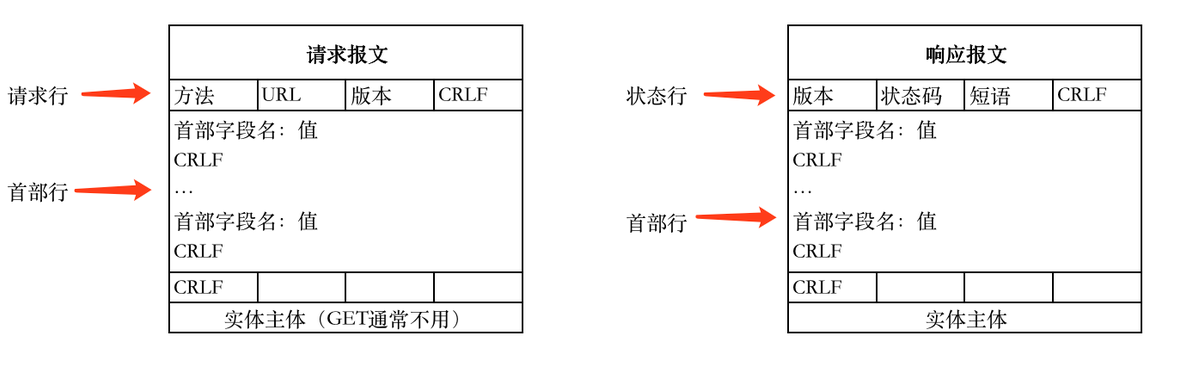 请求报文
请求行
方法 URL 版本 CRLF
首部字段名：值
CRLF
首部行
…
首部字段名：值
CRLF
CRLF
实体主体（GET通常不用）
响应报文
状态行
版本 状态码 短语 CRLF
首部字段名：值
CRLF
…
首部行
首部字段名：值
CRLF
CRLF
实体主体